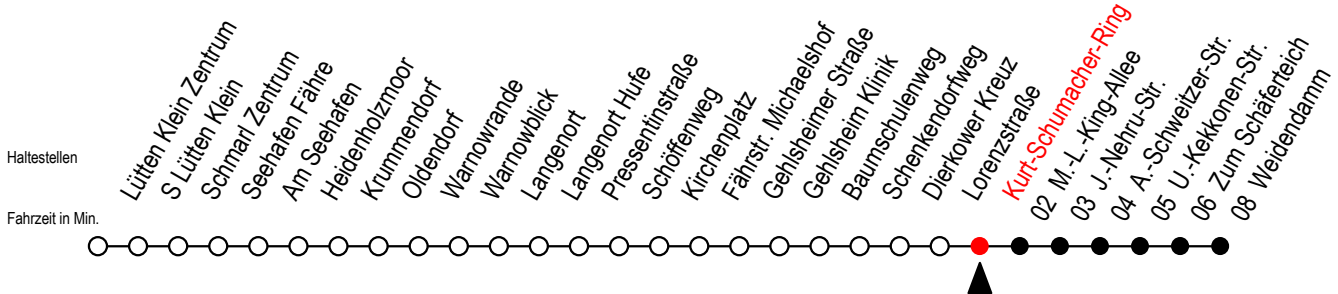 Haltestellen
Fahrzeit in Min.
Lütten Klein Zentrum
S Lütten Klein
Schmarl Zentrum
Seehafen Fähre
Am Seehafen
Heidenholzmoor
Krummendorf
Oldendorf
Warnowrande
Warnowblick
Langenort
Langenort Hufe
Pressentinstraße
Schöffenweg
Kirchenplatz
Fährstr. Michaelshof
Gehlsheimer Straße
Gehlsheim Klinik
Baumschulenweg
Schenkendorfweg
Dierkower Kreuz
Lorenzstraße
Kurt-Schumacher-Ring
02 M.-L.-King-Allee
03 J.-Nehru-Str.
04 A.-Schweitzer-Str.
05 U.-Kekkonen-Str.
06 Zum Schäferteich
08 Weidendamm